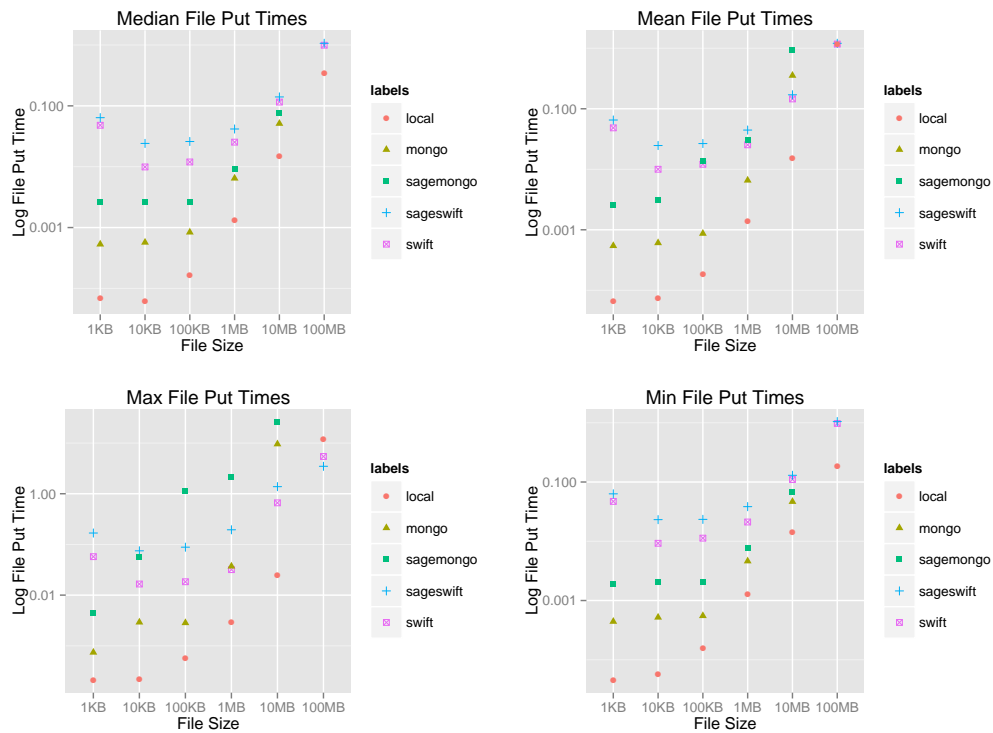 Median File Put Times
Log File Put Time
0.100
0.001
1KB 10KB 100KB 1MB 10MB 100MB
File Size
labels
local
mongo
sagemongo
sageswift
swift
Mean File Put Times
Log File Put Time
0.100
0.001
1KB 10KB 100KB 1MB 10MB 100MB
File Size
labels
local
mongo
sagemongo
sageswift
swift
Max File Put Times
Log File Put Time
1.00
0.01
1KB 10KB 100KB 1MB 10MB 100MB
File Size
labels
local
mongo
sagemongo
sageswift
swift
Min File Put Times
Log File Put Time
0.100
0.001
1KB 10KB 100KB 1MB 10MB 100MB
File Size
labels
local
mongo
sagemongo
sageswift
swift